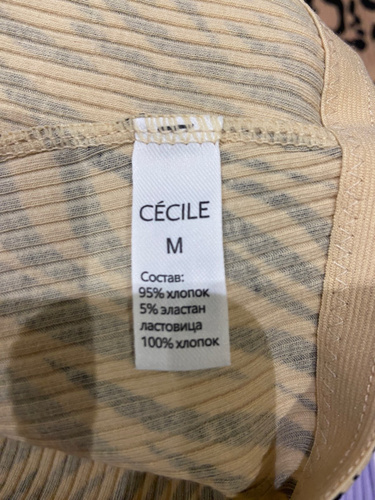 CÉCILE
M
Состав:
95% хлопок
5% эластан
ластовица
100% хлопок